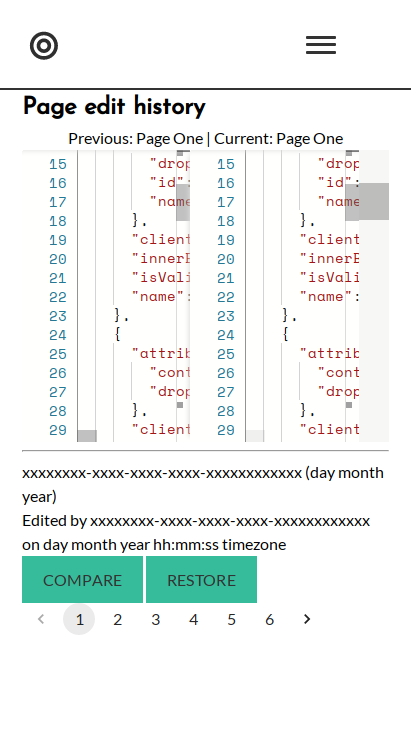 Page edit history
Previous: Page One | Current: Page One
15 "drop 15 "drop
16 "id": 16 "id":
17 "name 17 "name
18 }, 18 },
19 "client 19 "client
20 "innerB 20 "innerB
21 "isVali 21 "isVali
22 "name": 22 "name":
23 }, 23 },
24 { 24 {
25 "attrib 25 "attrib
26 "cont 26 "cont
27 "drop 27 "drop
28 }, 28 },
29 "client 29 "client
xxxxxxxx-xxxx-xxxx-xxxx-xxxxxxxxxxxx (day month
year)
Edited by xxxxxxxx-xxxx-xxxx-xxxx-xxxxxxxxxxxx
on day month year hh:mm:ss timezone
COMPARE RESTORE
1 2 3 4 5 6